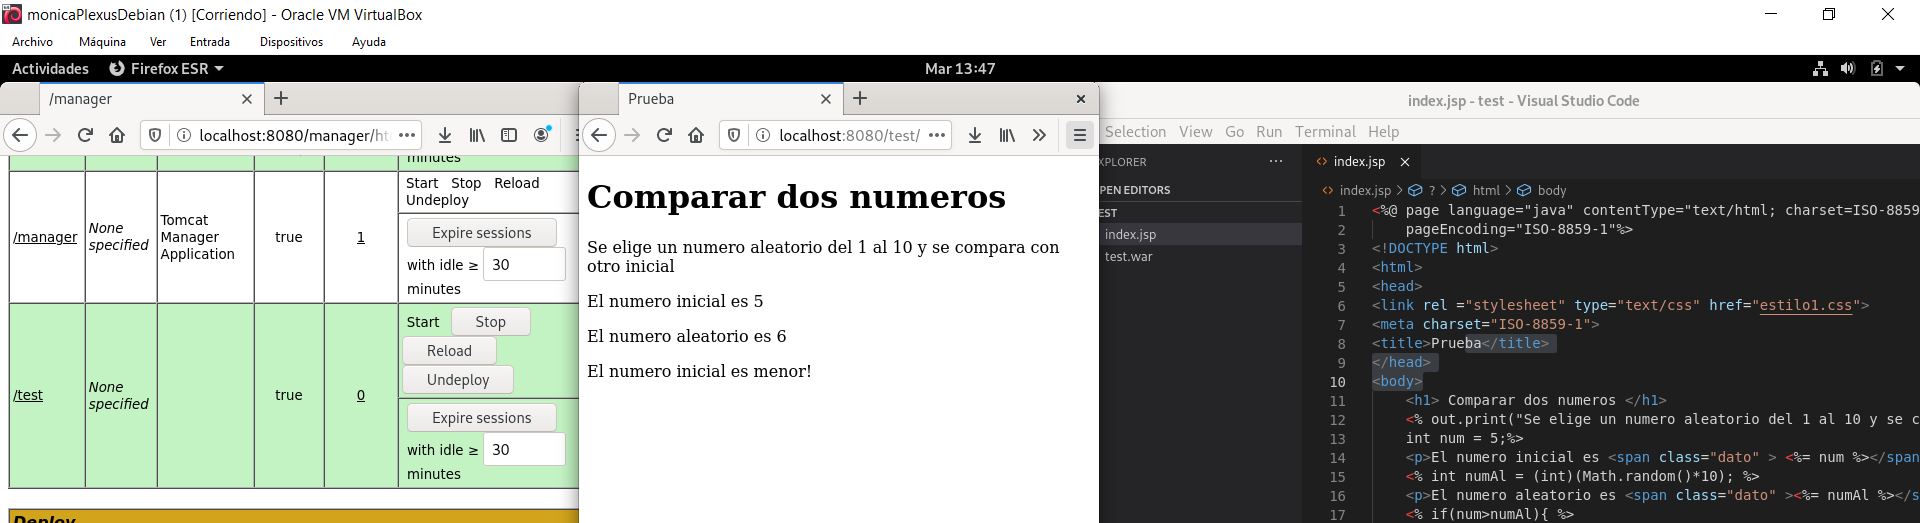 monicaPlexusDebian (1) [Corriendo] - Oracle VM VirtualBox
Archivo Máquina Ver Entrada Dispositivos Ayuda
Actividades Firefox ESR Mar 13:47
/manager
localhost:8080/manager/ht
minutes
Start Stop Reload
Undeploy
/manager
None
specified
Tomcat
Manager
Application
true
1
Expire sessions
with idle ≥ 30
minutes
/test
None
specified
true
0
Start Stop
Reload
Undeploy
Expire sessions
with idle ≥ 30
minutes
Deploy
Prueba
localhost:8080/test/
Comparar dos numeros
Se elige un numero aleatorio del 1 al 10 y se compara con
otro inicial
El numero inicial es 5
El numero aleatorio es 6
El numero inicial es menor!
index.jsp - test - Visual Studio Code
Selection View Go Run Terminal Help
XPLORER
PEN EDITORS
EST
index.jsp
test.war
index.jsp
index.jsp > ? > html > body
1 <%@ page language="java" contentType="text/html; charset=ISO-8859
2 pageEncoding="ISO-8859-1"%>
3 <!DOCTYPE html>
4 <html>
5 <head>
6 <link rel ="stylesheet" type="text/css" href="estilo1.css">
7 <meta charset="ISO-8859-1">
8 <title>Prueba</title>
9 </head>
10 <body>
11 <h1> Comparar dos numeros </h1>
12 <% out.print("Se elige un numero aleatorio del 1 al 10 y se c
13 int num = 5;%>
14 <p>El numero inicial es <span class="dato" > <%= num %></span
15 <% int numAl = (int)(Math.random()*10); %>
16 <p>El numero aleatorio es <span class="dato" ><%= numAl %></s
17 <% if(num>numAl){ %>